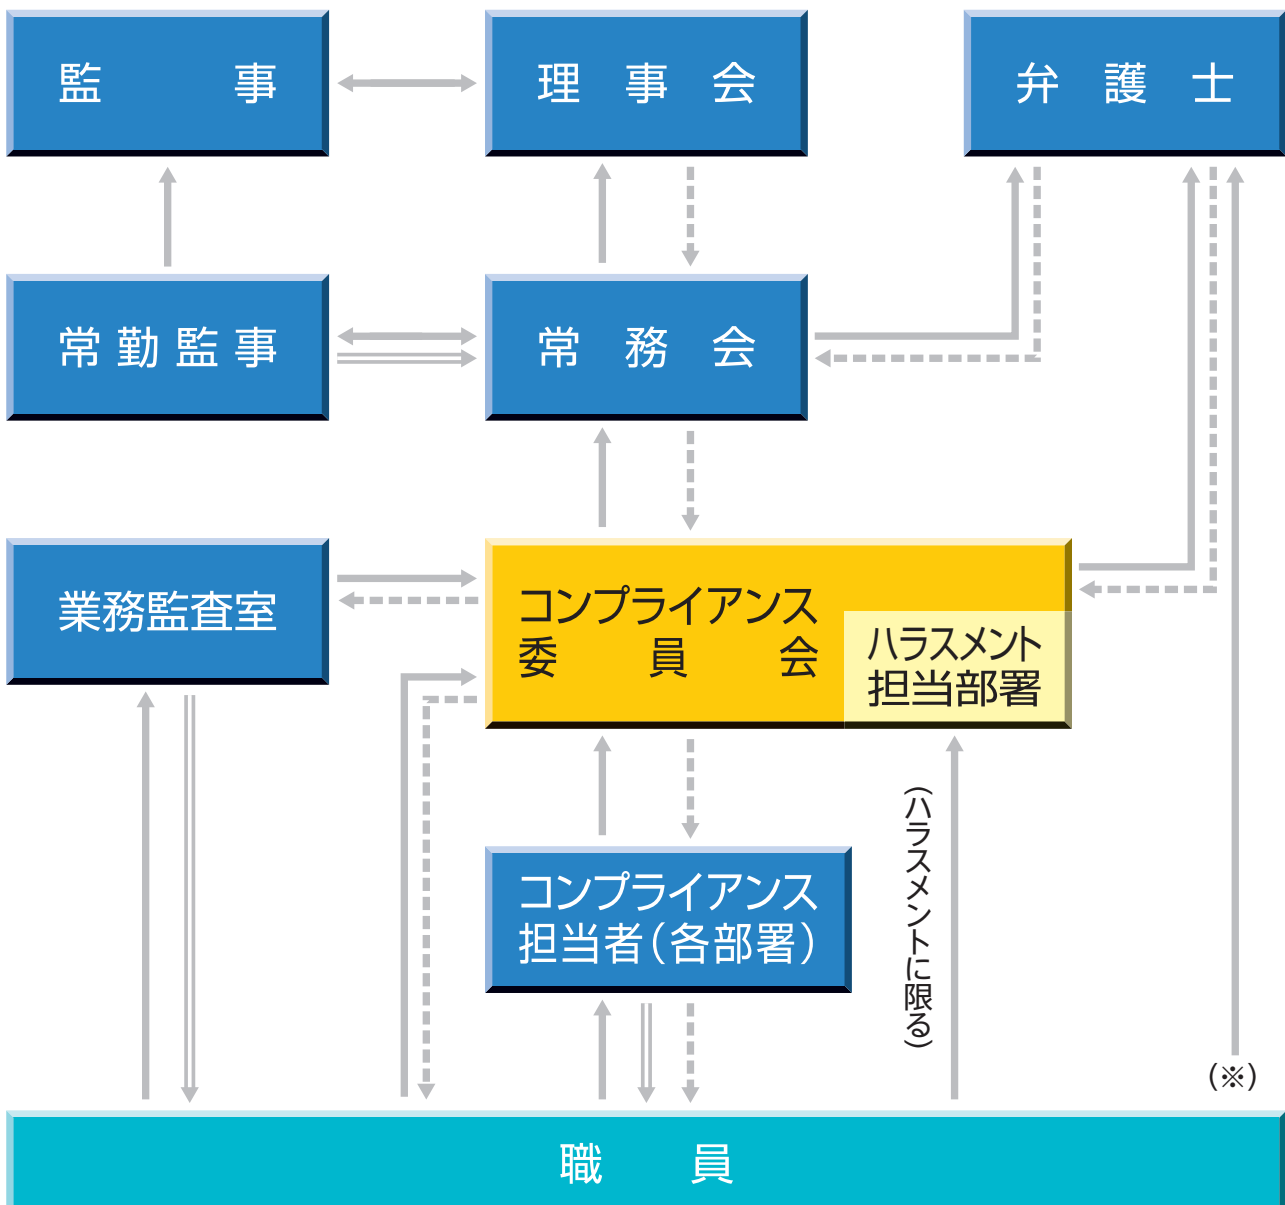 監事
理事会
弁護士
常勤監事
常務会
業務監査室
コンプライアンス
委員会
ハラスメント
担当部署
(ハラスメントに限る)
コンプライアンス
担当者(各部署)
(※)
職員